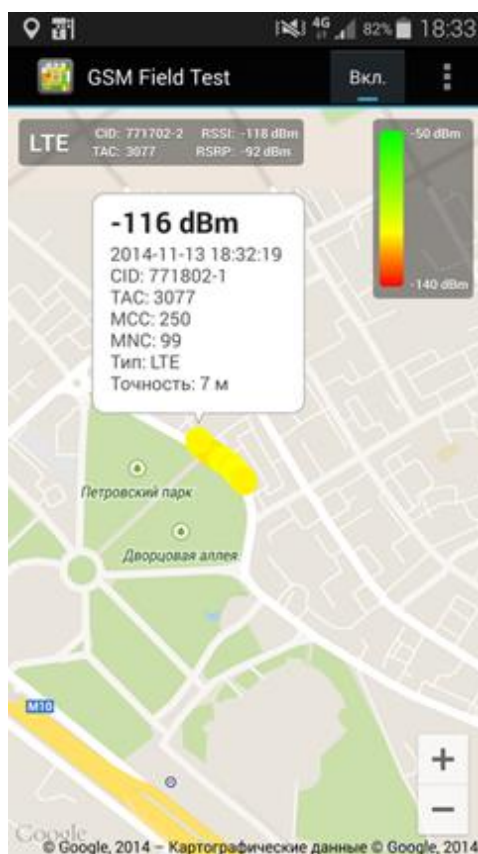 4G 82% 18:33
GSM Field Test Вкл.
LTE
CID: 771702-2 RSSI: -118 dBm
TAC: 3077 RSRP: -92 dBm
-50 dBm
-140 dBm
-116 dBm
2014-11-13 18:32:19
CID: 771802-1
TAC: 3077
MCC: 250
MNC: 99
Тип: LTE
Точность: 7 м
Петровский парк
Дворцовая аллея
M10
+
−
Google
© Google, 2014 – Картографические данные © Google, 2014